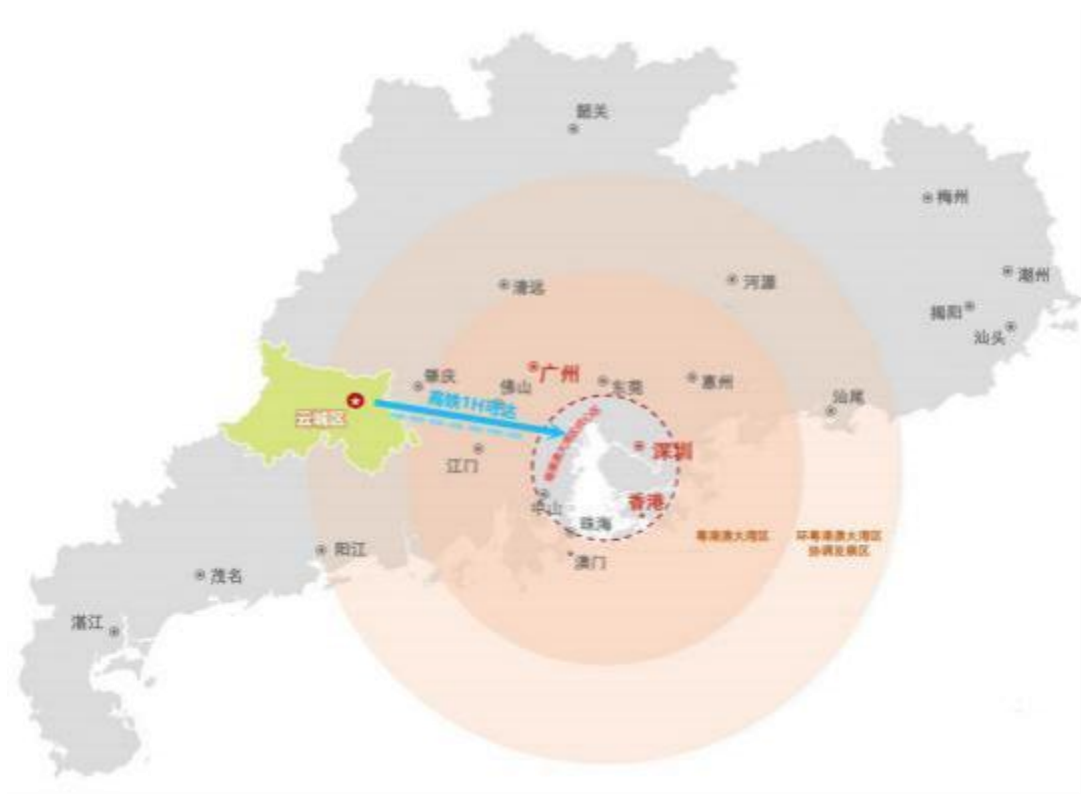 韶关
梅州
潮州
清远
河源
揭阳
汕头
广州
肇庆
佛山
东莞
惠州
汕尾
高铁1H可达
云城区
江门
深圳
中山
香港
珠海
粤港澳大湾区
环粤港澳大湾区
协调发展区
阳江
澳门
茂名
湛江